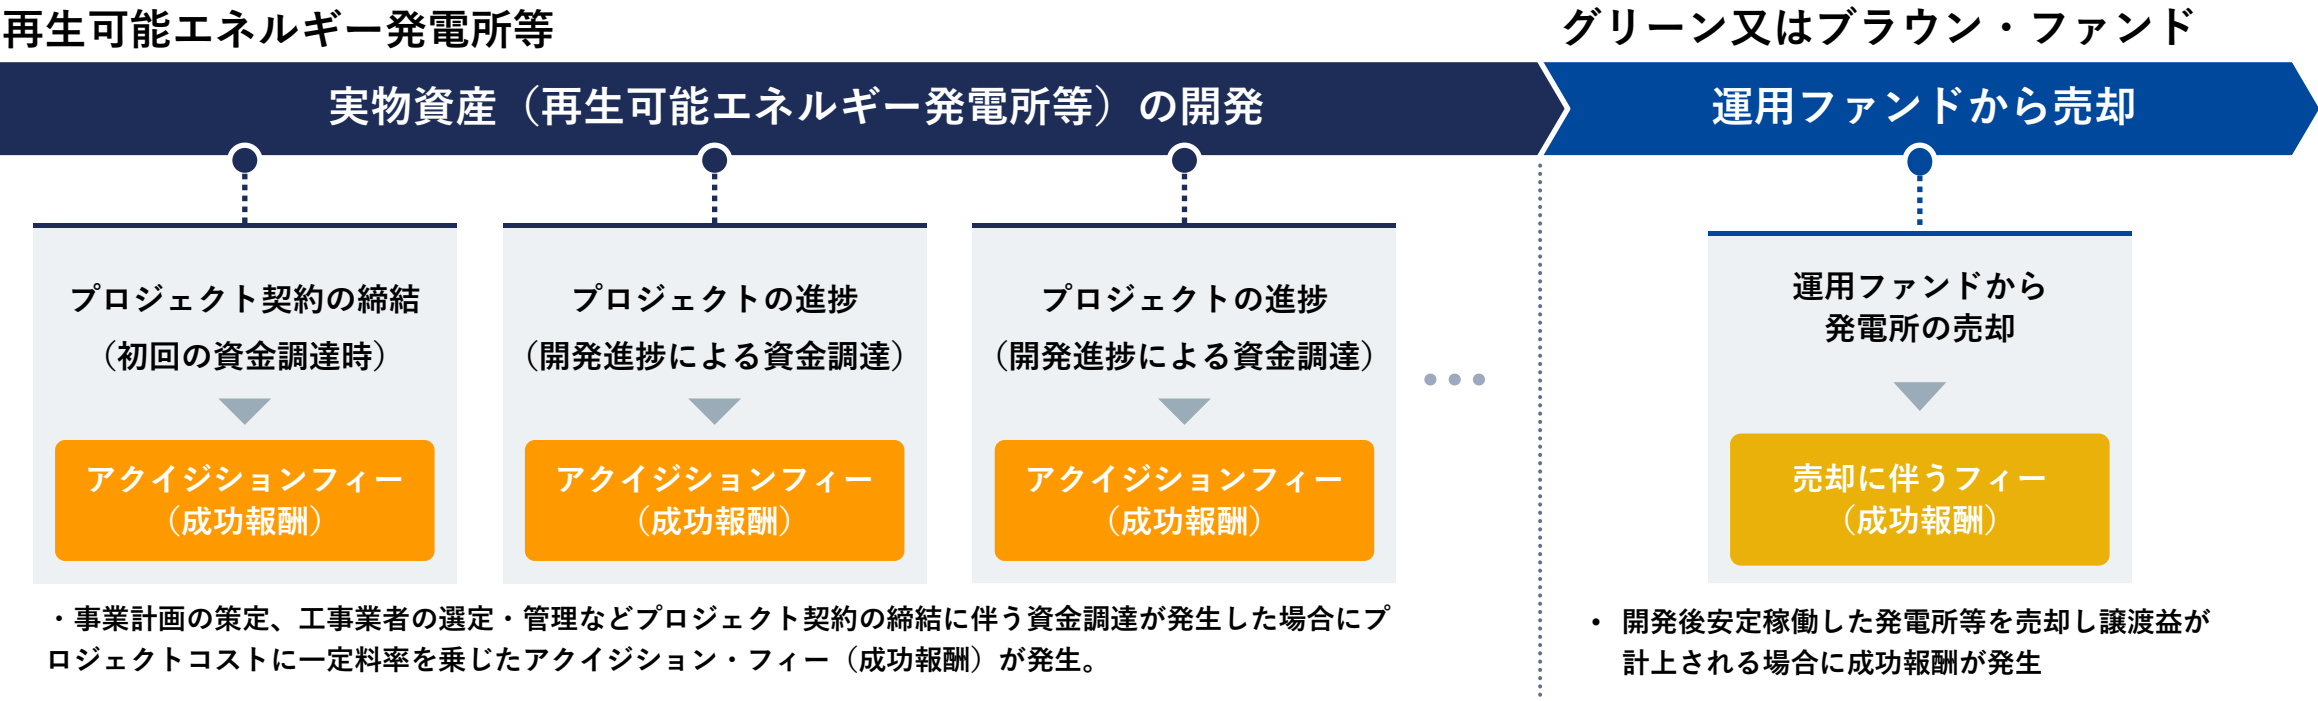 再生可能エネルギー発電所等
グリーン又はブラウン・ファンド
実物資産（再生可能エネルギー発電所等）の開発
運用ファンドから売却
プロジェクト契約の締結
（初回の資金調達時）
アクイジションフィー
（成功報酬）
プロジェクトの進捗
（開発進捗による資金調達）
アクイジションフィー
（成功報酬）
プロジェクトの進捗
（開発進捗による資金調達）
アクイジションフィー
（成功報酬）
運用ファンドから
発電所の売却
売却に伴うフィー
（成功報酬）
・事業計画の策定、工事業者の選定・管理などプロジェクト契約の締結に伴う資金調達が発生した場合にプ
ロジェクトコストに一定料率を乗じたアクイジション・フィー（成功報酬）が発生。
• 開発後安定稼働した発電所等を売却し譲渡益が
計上される場合に成功報酬が発生